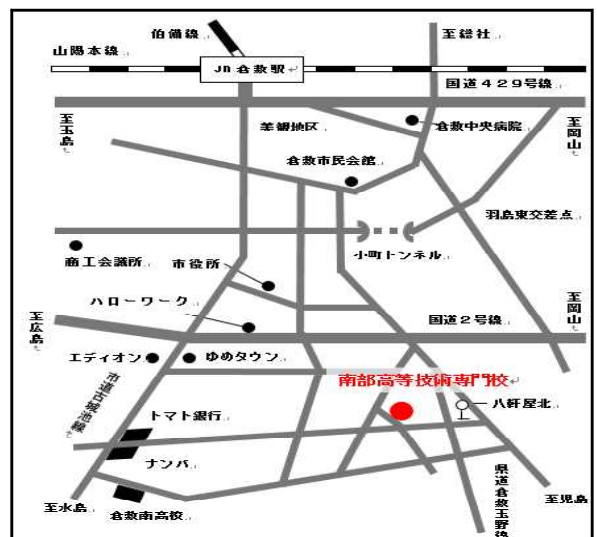 伯備線
至総社
山陽本線
JR倉敷駅
国道429号線
至玉島
美観地区
倉敷中央病院
至岡山
倉敷市民会館
羽島東交差点
小町トンネル
商工会議所
市役所
ハローワーク
至広島
国道2号線
至岡山
エディオン
ゆめタウン
市道古城池線
南部高等技術専門校
八軒屋北
トマト銀行
ナンバ
県道倉敷玉野線
至水島
倉敷南高校
至児島